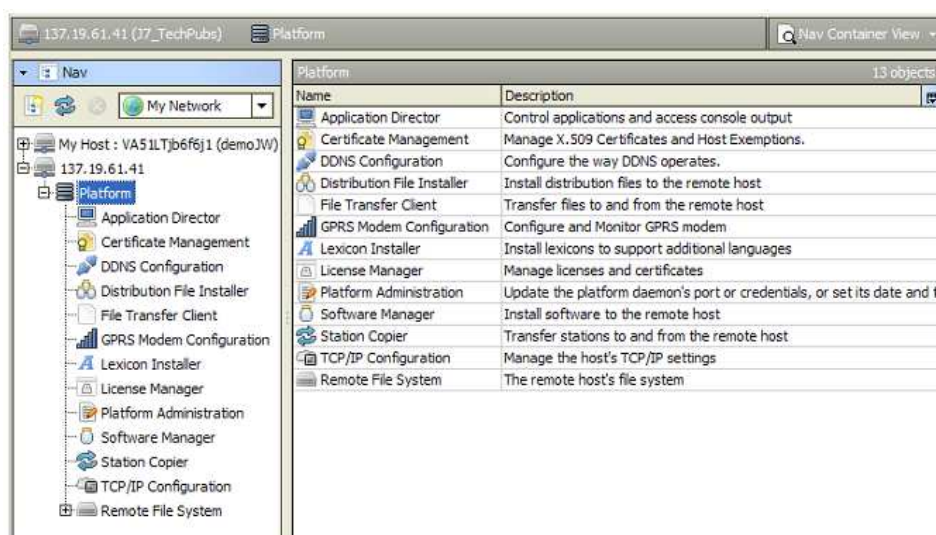 137.19.61.41 (J7_TechPubs) Platform Nav Container View
Nav
My Network
My Host : VA51LTjb6f6j1 (demoJW)
137.19.61.41
Platform
Application Director
Certificate Management
DDNS Configuration
Distribution File Installer
File Transfer Client
GPRS Modem Configuration
Lexicon Installer
License Manager
Platform Administration
Software Manager
Station Copier
TCP/IP Configuration
Remote File System
Platform 13 objects
Name Description
Application Director Control applications and access console output
Certificate Management Manage X.509 Certificates and Host Exemptions.
DDNS Configuration Configure the way DDNS operates.
Distribution File Installer Install distribution files to the remote host
File Transfer Client Transfer files to and from the remote host
GPRS Modem Configuration Configure and Monitor GPRS modem
Lexicon Installer Install lexicons to support additional languages
License Manager Manage licenses and certificates
Platform Administration Update the platform daemon's port or credentials, or set its date and t
Software Manager Install software to the remote host
Station Copier Transfer stations to and from the remote host
TCP/IP Configuration Manage the host's TCP/IP settings
Remote File System The remote host's file system